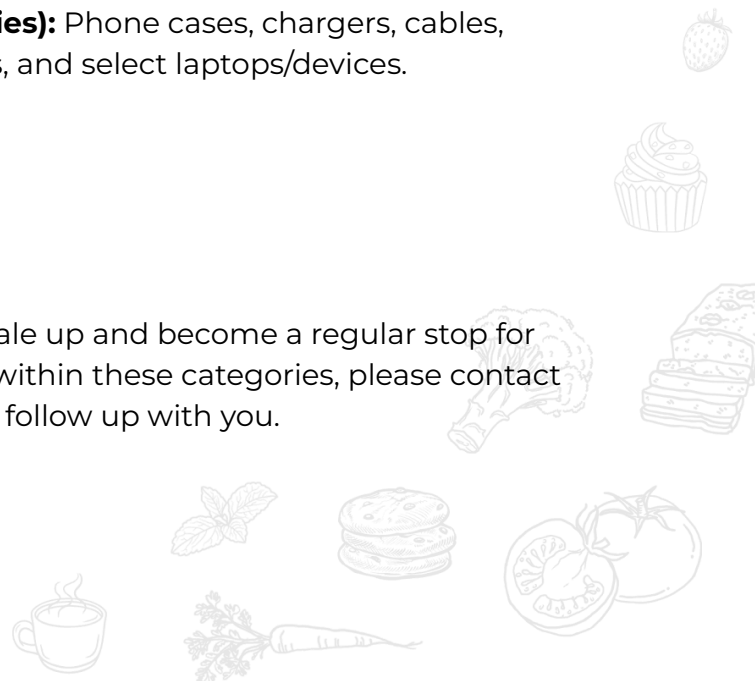 ies): Phone cases, chargers, cables,
s, and select laptops/devices.
ale up and become a regular stop for
within these categories, please contact
follow up with you.